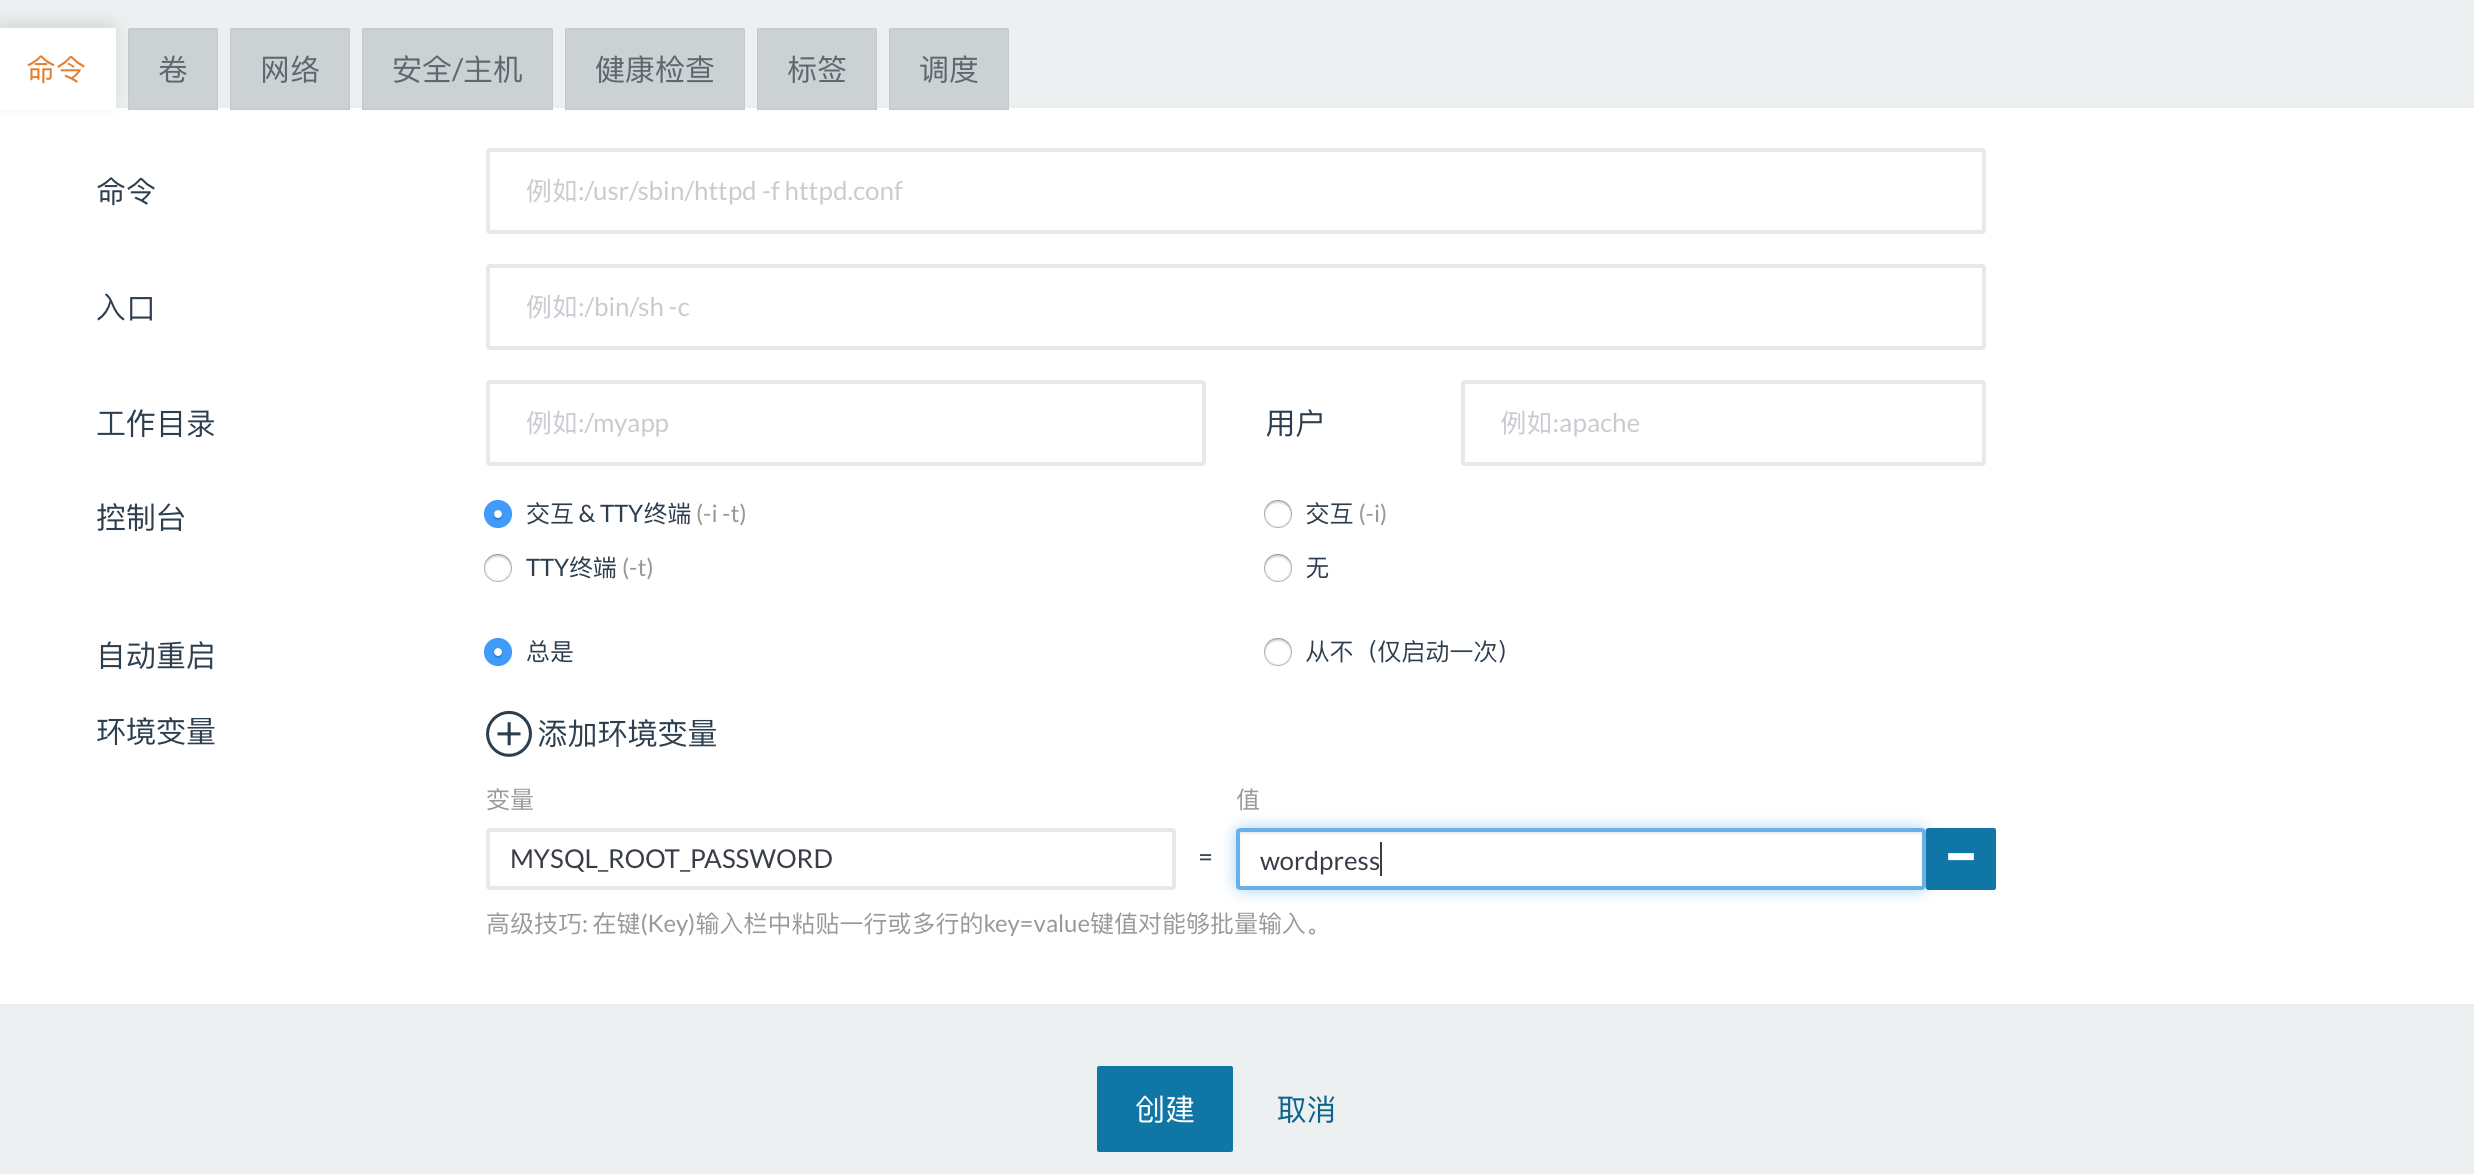 命令 卷 网络 安全/主机 健康检查 标签 调度
命令 例如:/usr/sbin/httpd -f httpd.conf
入口 例如:/bin/sh -c
工作目录 例如:/myapp 用户 例如:apache
控制台 交互 & TTY终端 (-i -t) 交互 (-i)
TTY终端 (-t) 无
自动重启 总是 从不（仅启动一次）
环境变量 添加环境变量
变量 值
MYSQL_ROOT_PASSWORD = wordpress
高级技巧: 在键(Key)输入栏中粘贴一行或多行的key=value键值对能够批量输入。
创建 取消